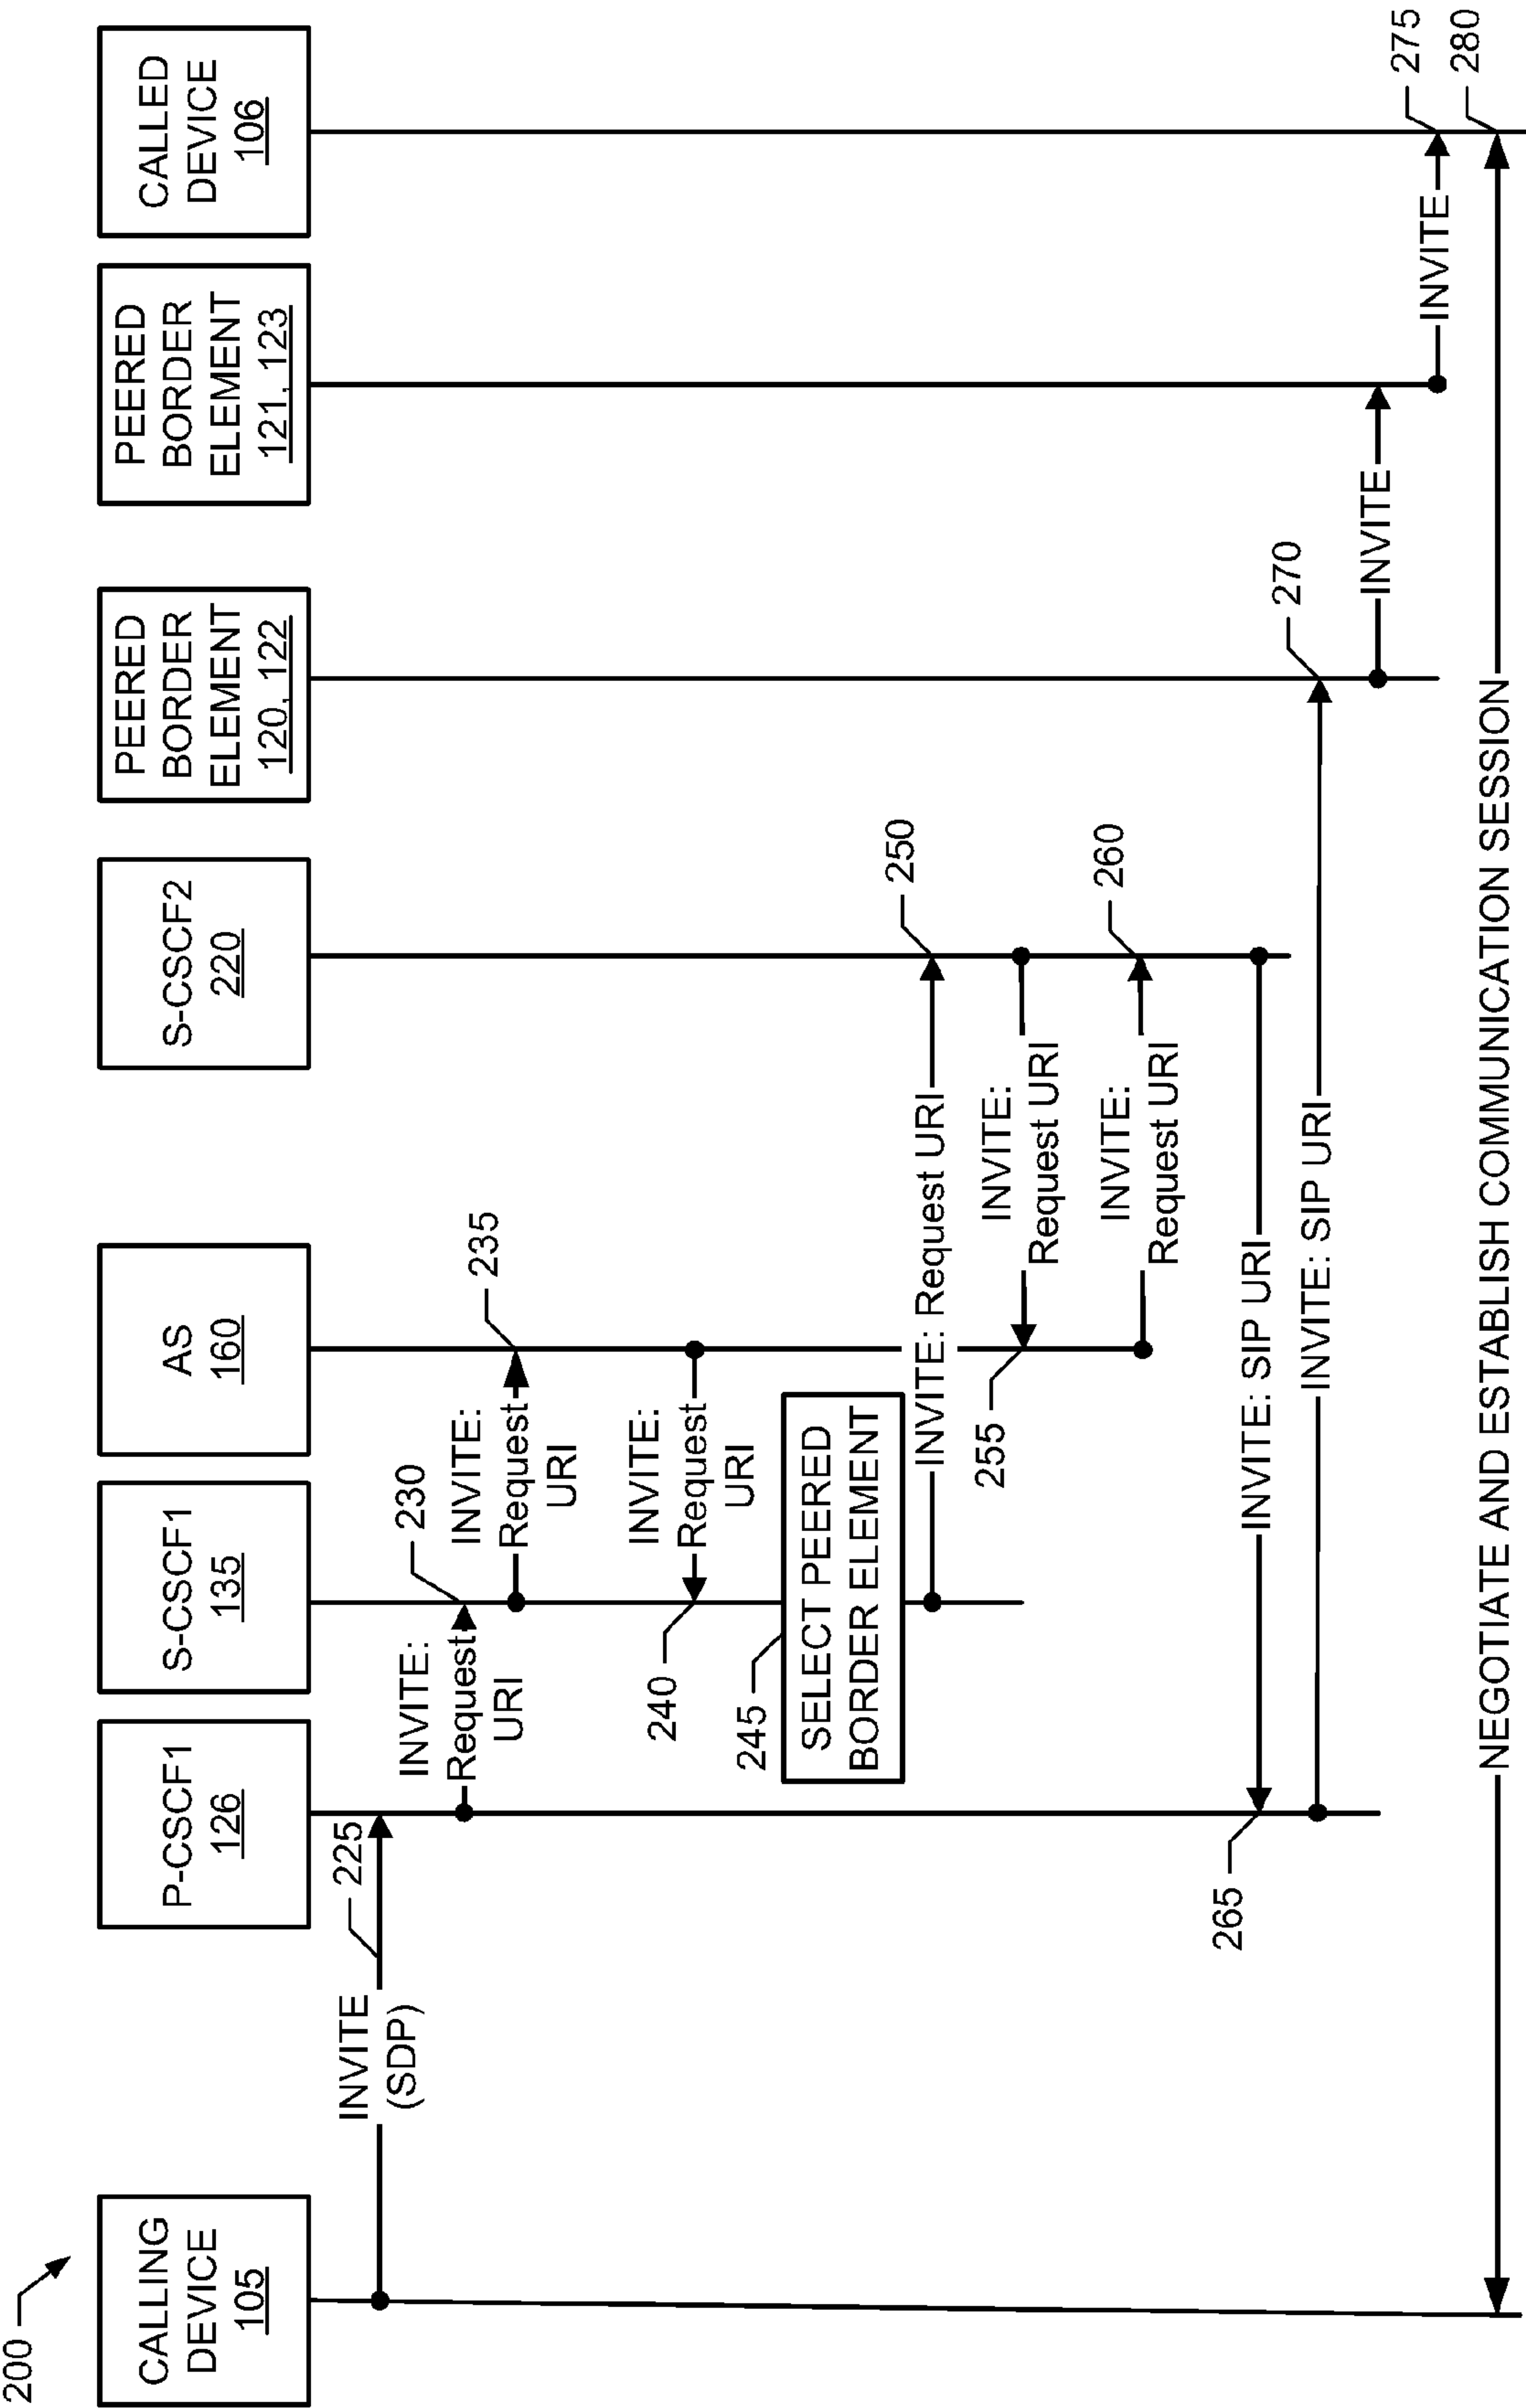 200
CALLING
DEVICE
105
P-CSCF1
126
S-CSCF1
135
AS
160
S-CSCF2
220
PEERED
BORDER
ELEMENT
120, 122
PEERED
BORDER
ELEMENT
121, 123
CALLED
DEVICE
106
INVITE
(SDP)
225
INVITE:
Request
URI
230
INVITE:
Request
URI
235
INVITE:
Request
URI
240
245
SELECT PEERED
BORDER ELEMENT
INVITE: Request URI
250
INVITE:
Request URI
255
INVITE:
Request URI
260
INVITE: SIP URI
265
INVITE: SIP URI
270
INVITE
INVITE
275
NEGOTIATE AND ESTABLISH COMMUNICATION SESSION
280